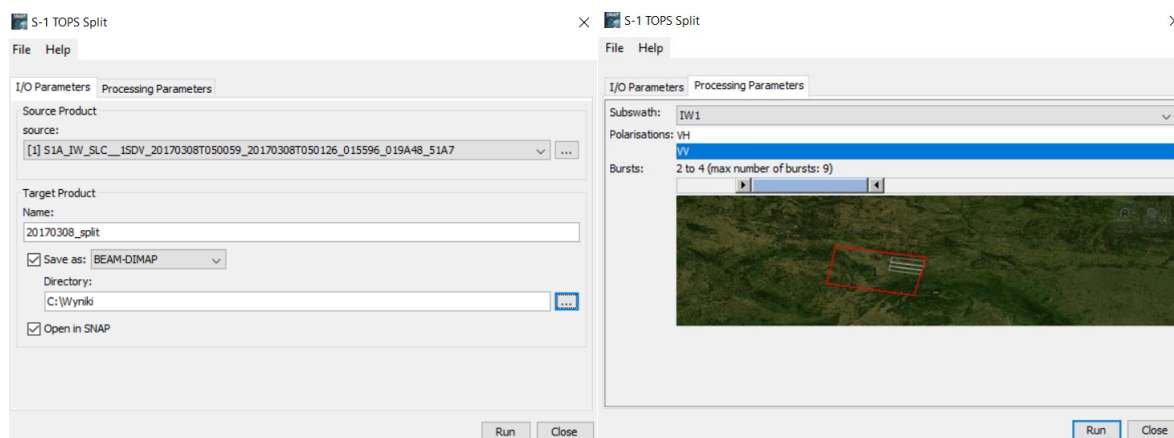 S-1 TOPS Split
File Help
I/O Parameters Processing Parameters
Source Product
source:
[1] S1A_IW_SLC__1SDV_20170308T050059_20170308T050126_015596_019A48_51A7
...
Target Product
Name:
20170308_split
Save as: BEAM-DIMAP
Directory:
C:\Wyniki
...
Open in SNAP
Run Close
S-1 TOPS Split
File Help
I/O Parameters Processing Parameters
Subswath: IW1
Polarisations: VH
VV
Bursts: 2 to 4 (max number of bursts: 9)
Run Close